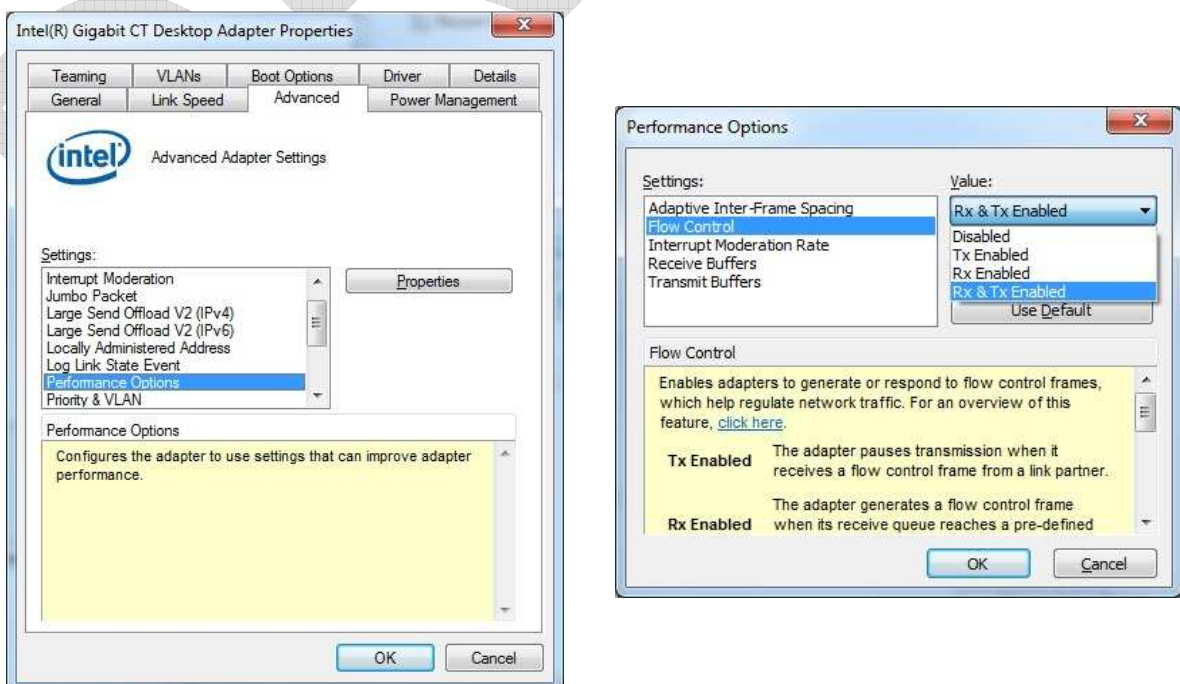 Intel(R) Gigabit CT Desktop Adapter Properties
Teaming VLANs Boot Options Driver Details
General Link Speed Advanced Power Management
intel Advanced Adapter Settings
Settings:
Interrupt Moderation
Jumbo Packet
Large Send Offload V2 (IPv4)
Large Send Offload V2 (IPv6)
Locally Administered Address
Log Link State Event
Performance Options
Priority & VLAN
Properties
Performance Options
Configures the adapter to use settings that can improve adapter
performance.
OK Cancel
Performance Options
Settings:
Adaptive Inter-Frame Spacing
Flow Control
Interrupt Moderation Rate
Receive Buffers
Transmit Buffers
Value:
Rx & Tx Enabled
Disabled
Tx Enabled
Rx Enabled
Rx & Tx Enabled
Use Default
Flow Control
Enables adapters to generate or respond to flow control frames,
which help regulate network traffic. For an overview of this
feature, click here.
Tx Enabled The adapter pauses transmission when it
receives a flow control frame from a link partner.
The adapter generates a flow control frame
Rx Enabled when its receive queue reaches a pre-defined
OK Cancel